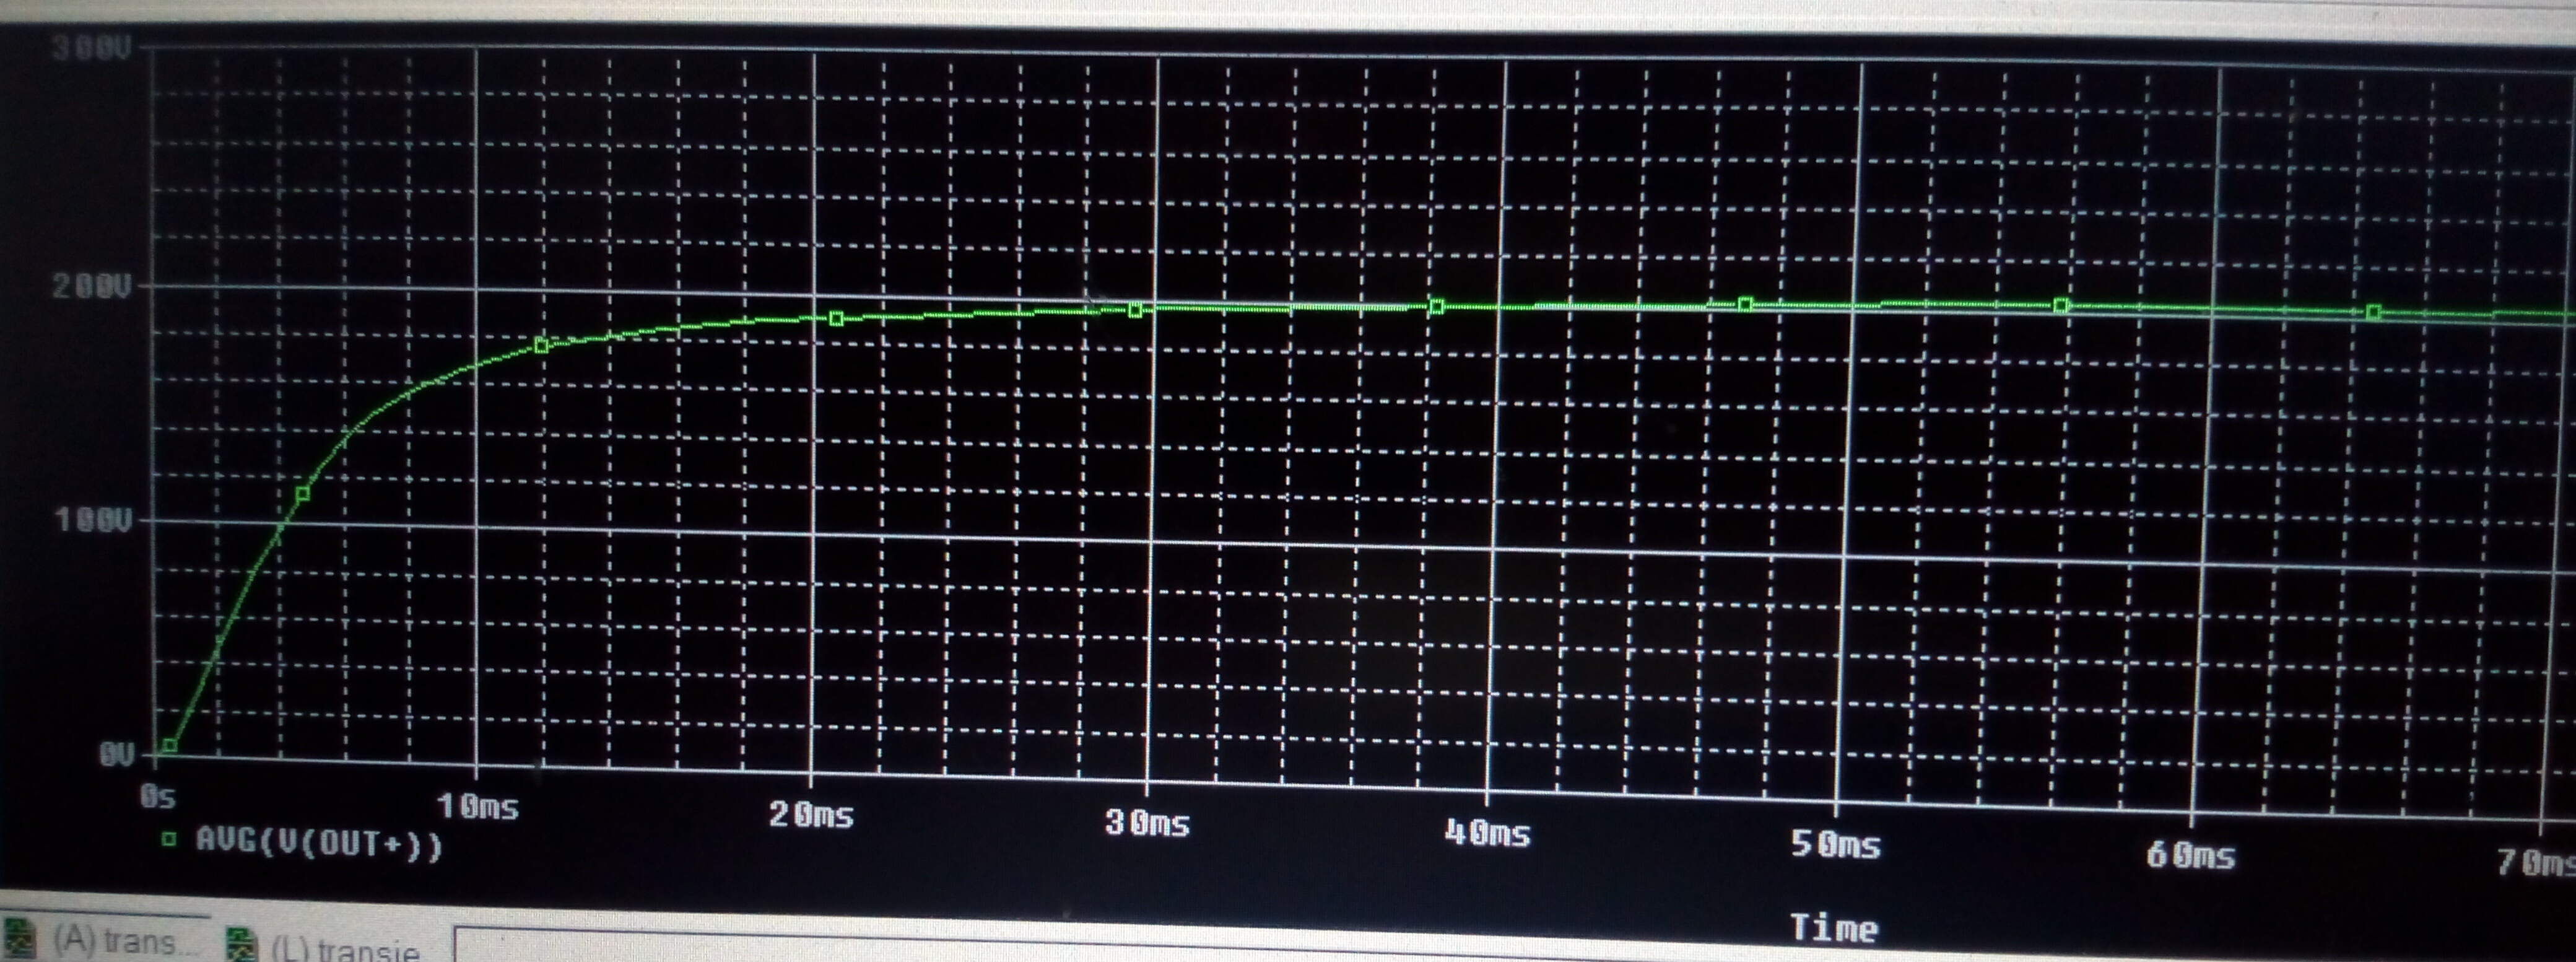 300V
200V
100V
0V
0s
10ms
20ms
30ms
40ms
50ms
60ms
70ms
AVG(V(OUT+))
Time
(A) trans...
(L) transie